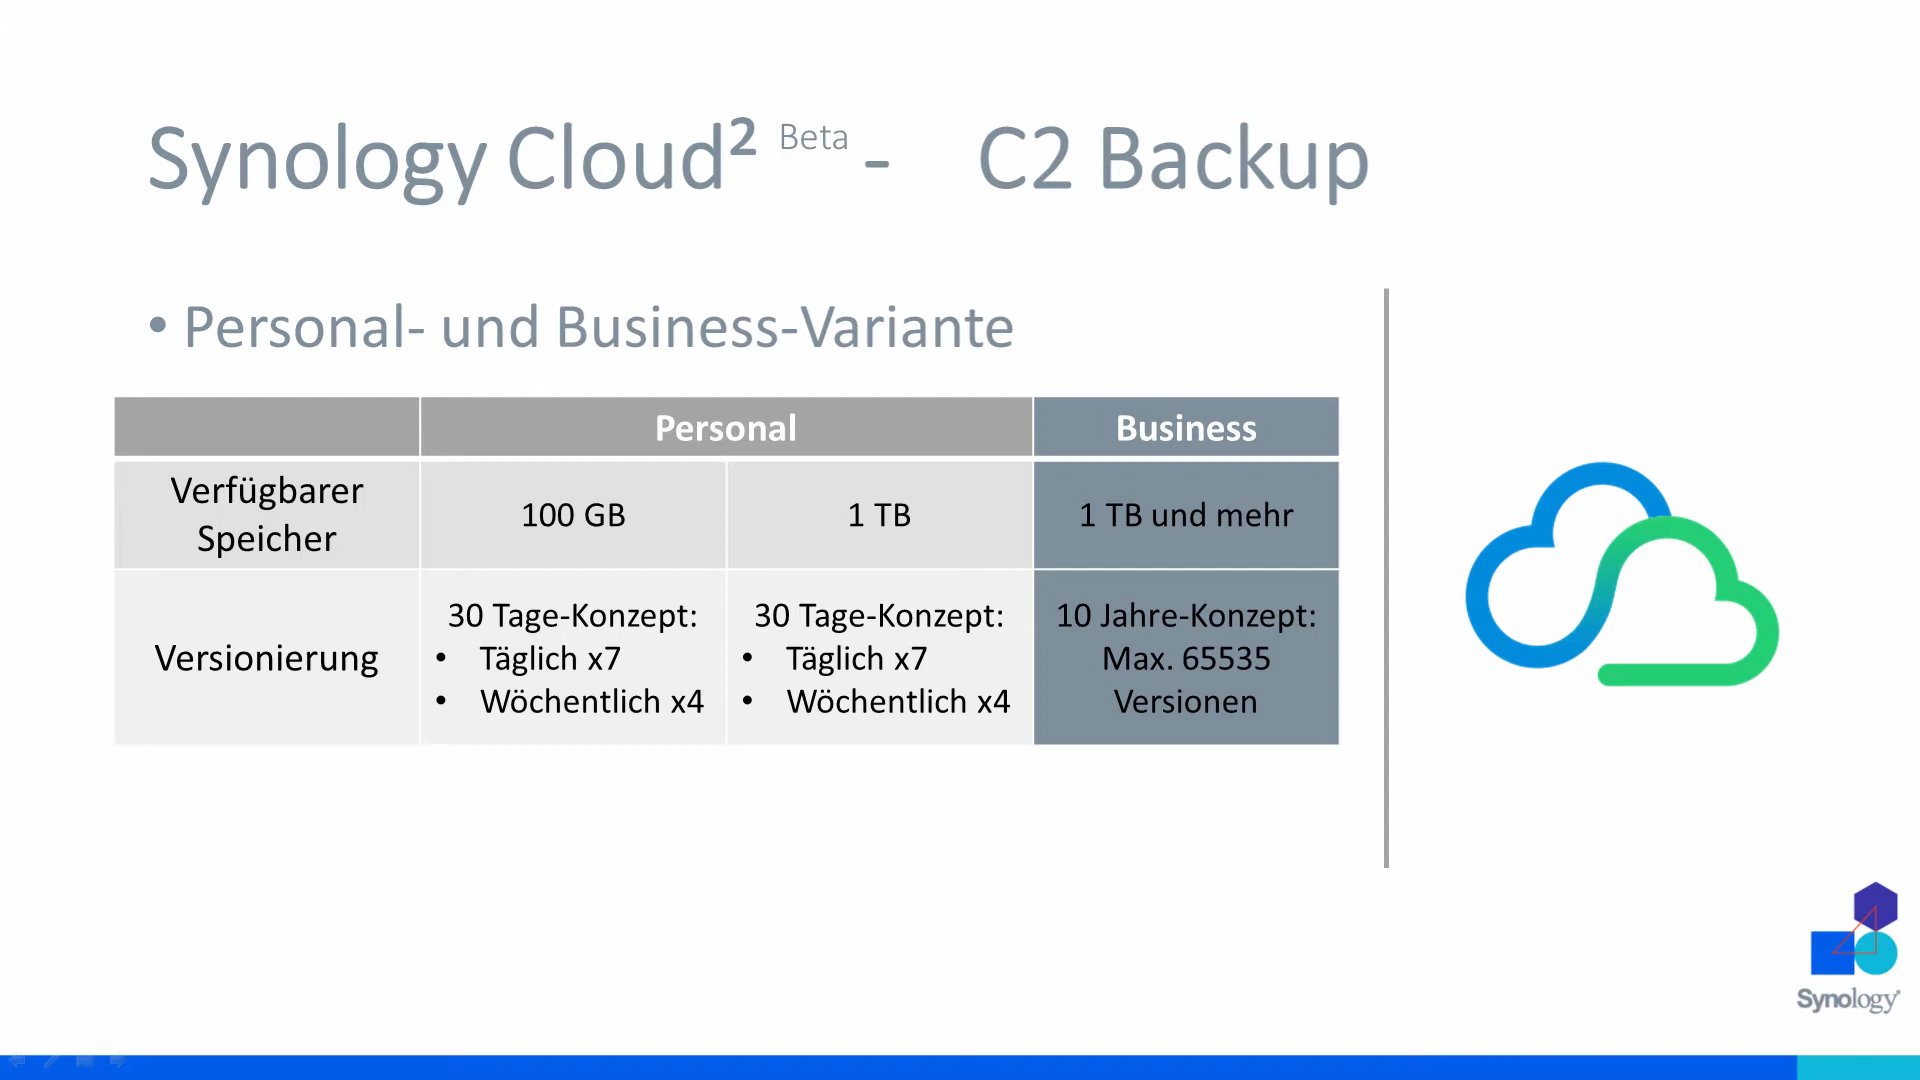 Synology Cloud² Beta - C2 Backup
• Personal- und Business-Variante
Personal
Business
Verfügbarer
Speicher
100 GB
1 TB
1 TB und mehr
Versionierung
30 Tage-Konzept:
• Täglich x7
• Wöchentlich x4
30 Tage-Konzept:
• Täglich x7
• Wöchentlich x4
10 Jahre-Konzept:
Max. 65535
Versionen
Synology